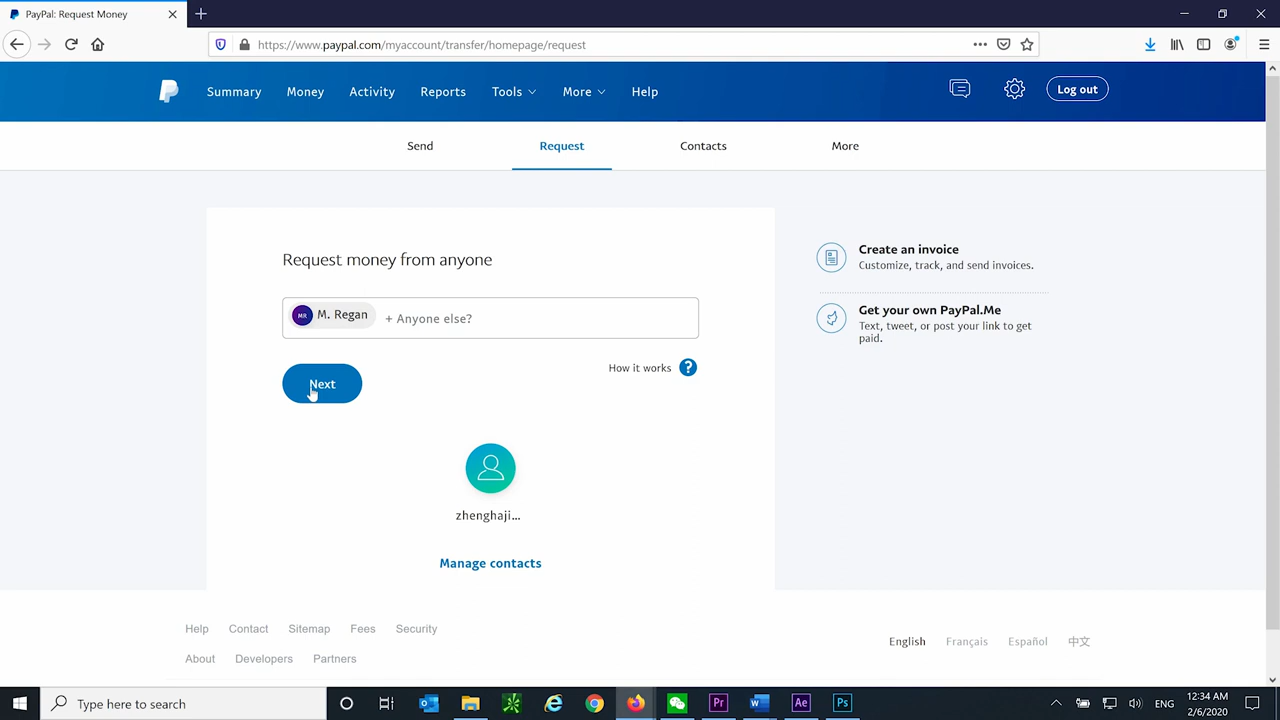 PayPal: Request Money
https://www.paypal.com/myaccount/transfer/homepage/request
Summary Money Activity Reports Tools More Help Log out
Send Request Contacts More
Request money from anyone
MR M. Regan + Anyone else?
How it works ?
Next
zhenghaji...
Manage contacts
Create an invoice
Customize, track, and send invoices.
Get your own PayPal.Me
Text, tweet, or post your link to get
paid.
Help Contact Sitemap Fees Security
About Developers Partners
English Français Español 中文
Type here to search
Pr Ae Ps
ENG
12:34 AM
2/6/2020